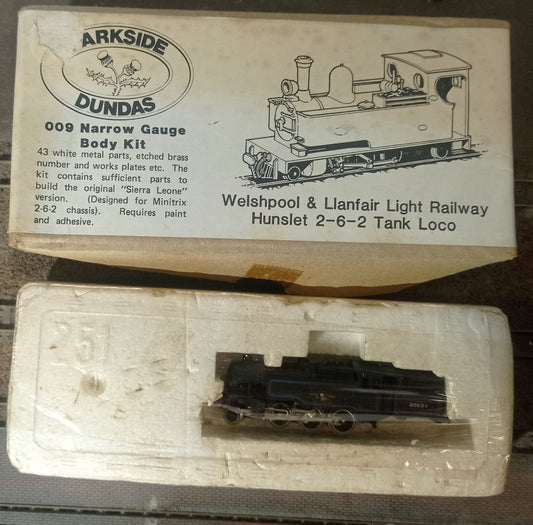 ARKSIDE
DUNDAS
009 Narrow Gauge
Body Kit
43 white metal parts, etched brass
number and works plates etc. The
kit contains sufficient parts to
build the original "Sierra Leone"
version. (Designed for Minitrix
2-6-2 chassis). Requires paint
and adhesive.
Welshpool & Llanfair Light Railway
Hunslet 2-6-2 Tank Loco
251